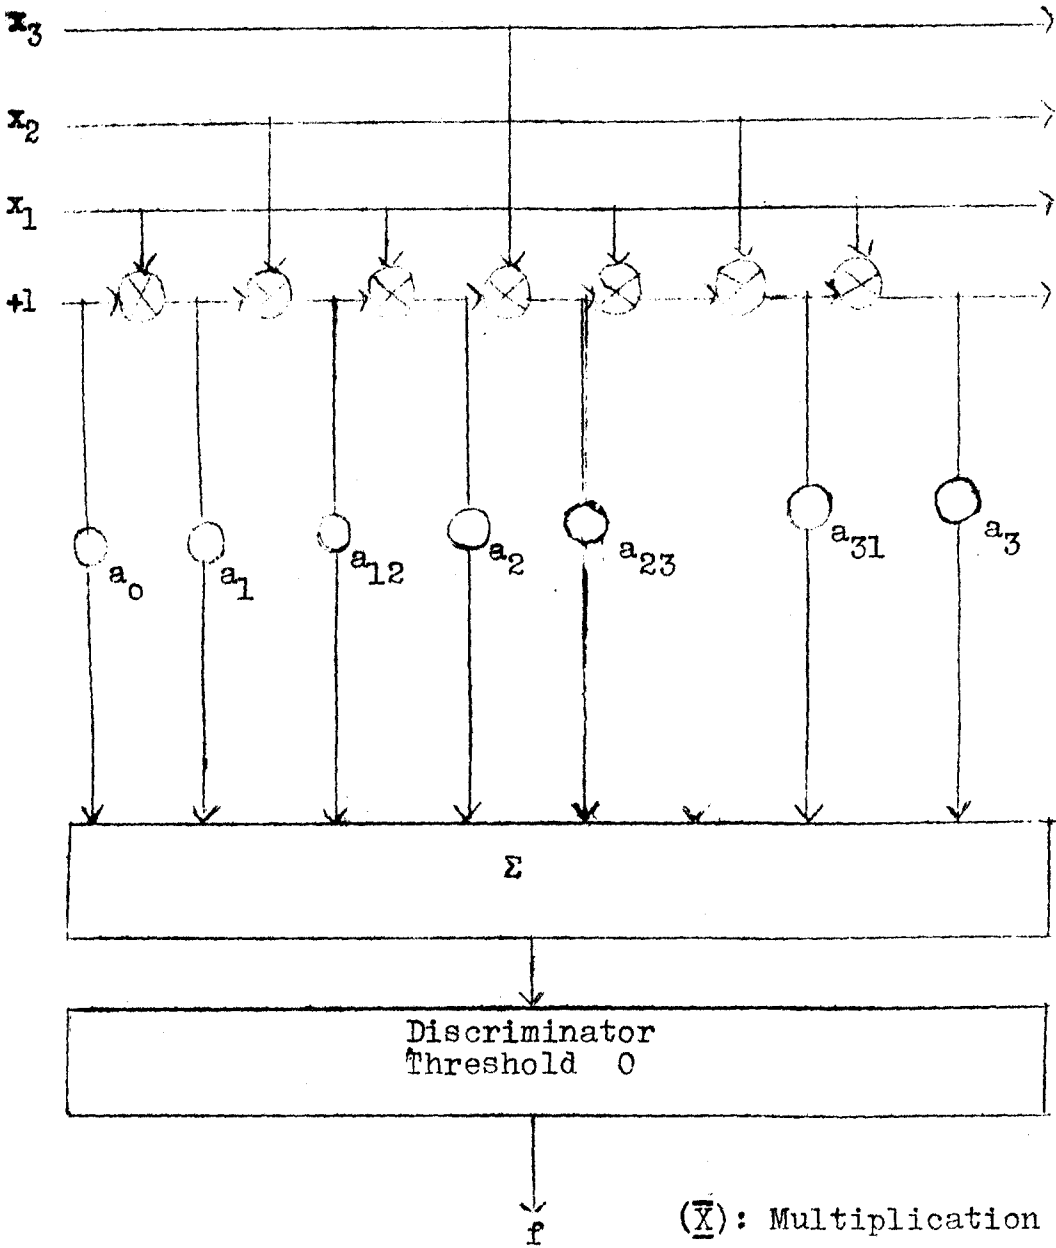 x₃
x₂
x₁
+1
a₀
a₁
a₁₂
a₂
a₂₃
a₃₁
a₃
Σ
Discriminator
Threshold 0
f
(X): Multiplication